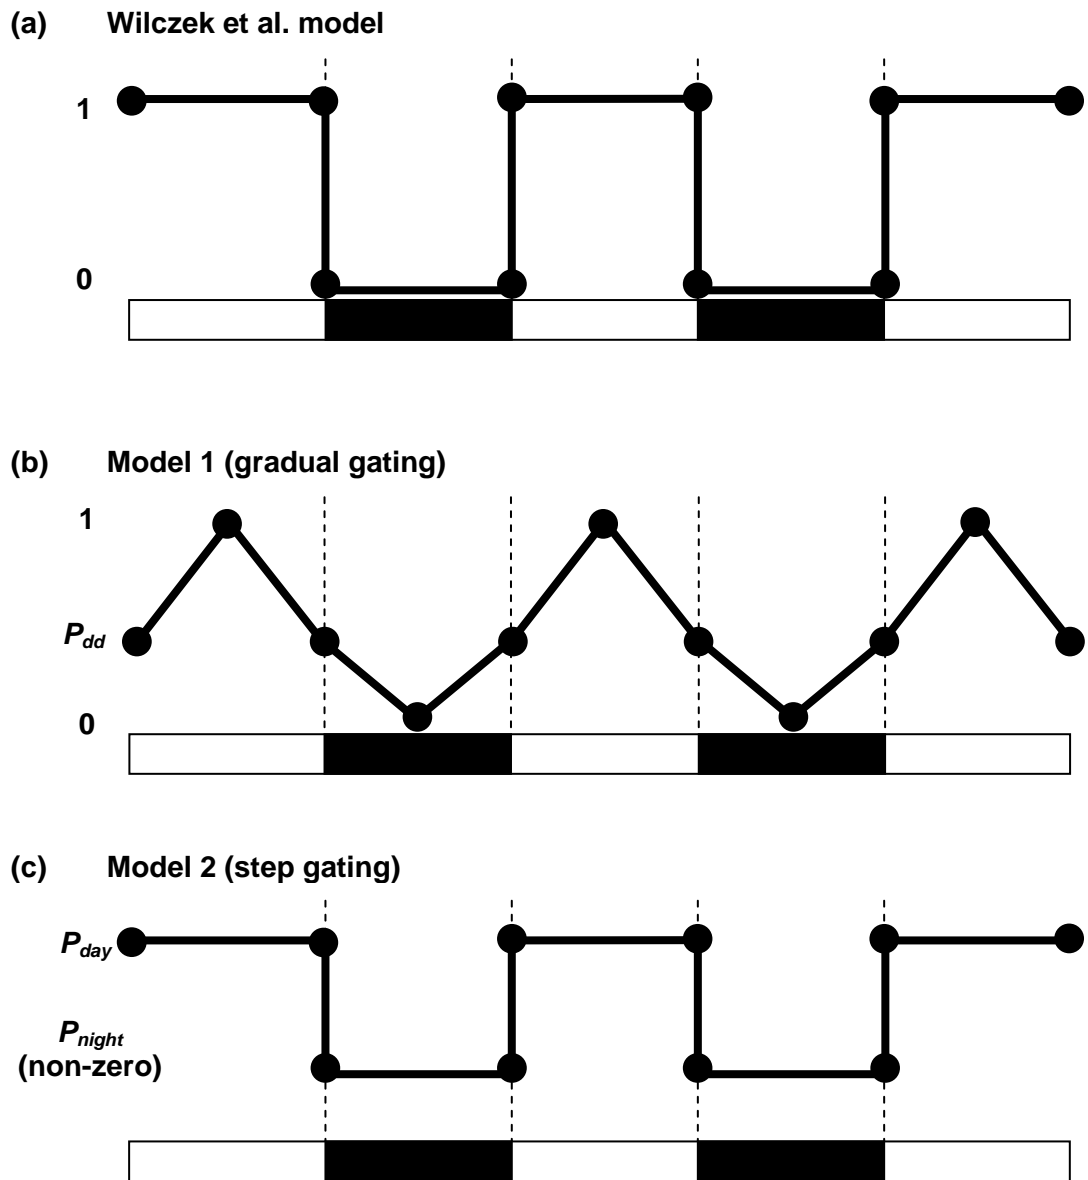 (a) Wilczek et al. model
1
0
(b) Model 1 (gradual gating)
1
Pdd
0
(c) Model 2 (step gating)
Pday
Pnight
(non-zero)